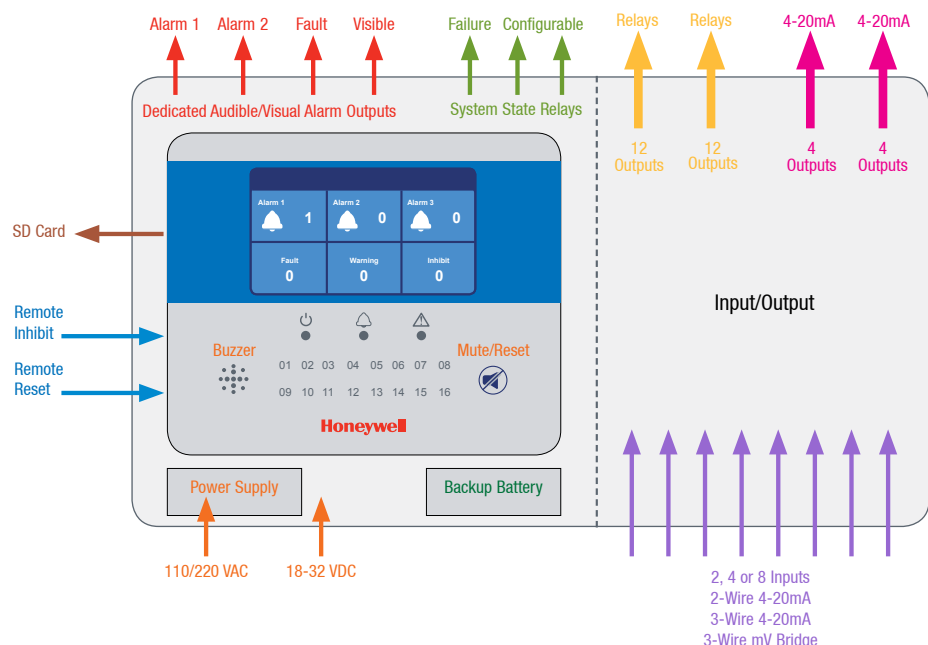 Alarm 1 Alarm 2 Fault Visible
Failure Configurable
Relays Relays
4-20mA 4-20mA
Dedicated Audible/Visual Alarm Outputs
System State Relays
12 Outputs
12 Outputs
4 Outputs
4 Outputs
Alarm 1 1
Alarm 2 0
Alarm 3 0
Fault 0
Warning 0
Inhibit 0
SD Card
Input/Output
Remote
Inhibit
Remote
Reset
Buzzer
Mute/Reset
01 02 03 04 05 06 07 08
09 10 11 12 13 14 15 16
Honeywell
Power Supply
Backup Battery
110/220 VAC
18-32 VDC
2, 4 or 8 Inputs
2-Wire 4-20mA
3-Wire 4-20mA
3-Wire mV Bridge